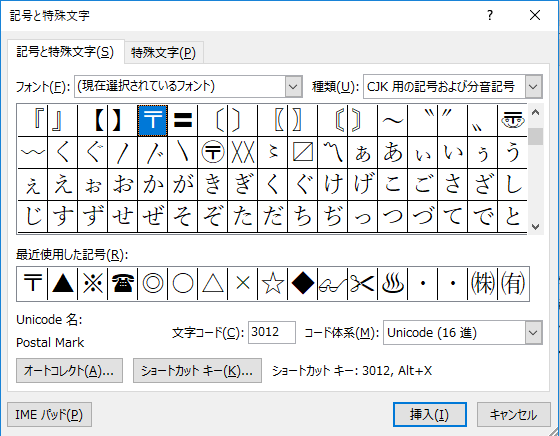 記号と特殊文字
記号と特殊文字(S) 特殊文字(P)
フォント(F): (現在選択されているフォント) 種類(U): CJK 用の記号および分音記号
『 』 【 】 〒 〓 〔 〕 〖 〗 〘 〙 〜 〝 〞 〟 〠
〰 〱 〲 〳 〴 〵 〶 〷 〻 〼 〽 ぁ あ ぃ い ぅ う
ぇ え ぉ お か が き ぎ く ぐ け げ こ ご さ ざ し
じ す ず せ ぜ そ ぞ た だ ち ぢ っ つ づ て で と
最近使用した記号(R):
〒 ▲ ※ ☎ ◎ ○ △ × ☆ ◆ 👓 ✂ ♨ ・ ・ ㈱ ㈲
Unicode 名:
Postal Mark
文字コード(C): 3012 コード体系(M): Unicode (16 進)
オートコレクト(A)... ショートカット キー(K)... ショートカット キー: 3012, Alt+X
IME パッド(P) 挿入(I) キャンセル